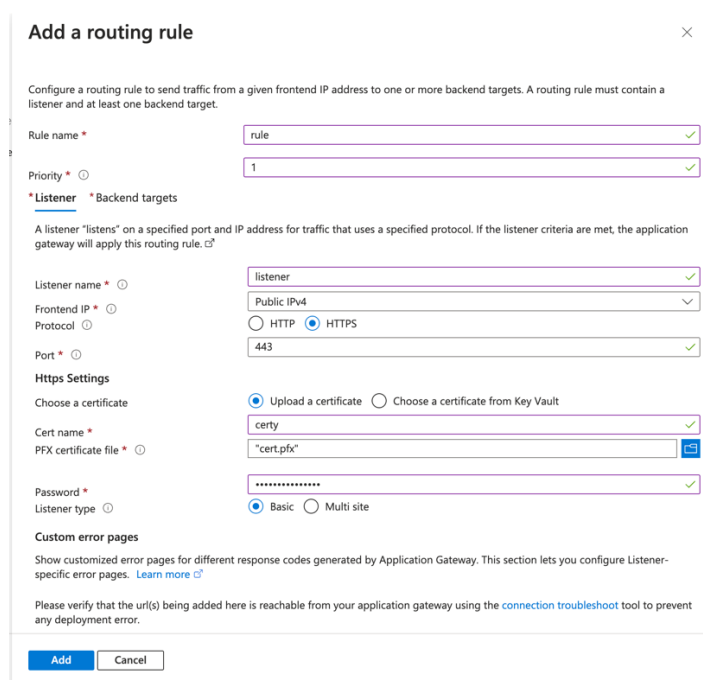 Add a routing rule
Configure a routing rule to send traffic from a given frontend IP address to one or more backend targets. A routing rule must contain a
listener and at least one backend target.
Rule name *
rule
Priority *
1
* Listener * Backend targets
A listener "listens" on a specified port and IP address for traffic that uses a specified protocol. If the listener criteria are met, the application
gateway will apply this routing rule.
Listener name *
listener
Frontend IP *
Public IPv4
Protocol
HTTP HTTPS
Port *
443
Https Settings
Choose a certificate
Upload a certificate Choose a certificate from Key Vault
Cert name *
certy
PFX certificate file *
"cert.pfx"
Password *
•••••••••••••••
Listener type
Basic Multi site
Custom error pages
Show customized error pages for different response codes generated by Application Gateway. This section lets you configure Listener-
specific error pages. Learn more
Please verify that the url(s) being added here is reachable from your application gateway using the connection troubleshoot tool to prevent
any deployment error.
Add Cancel